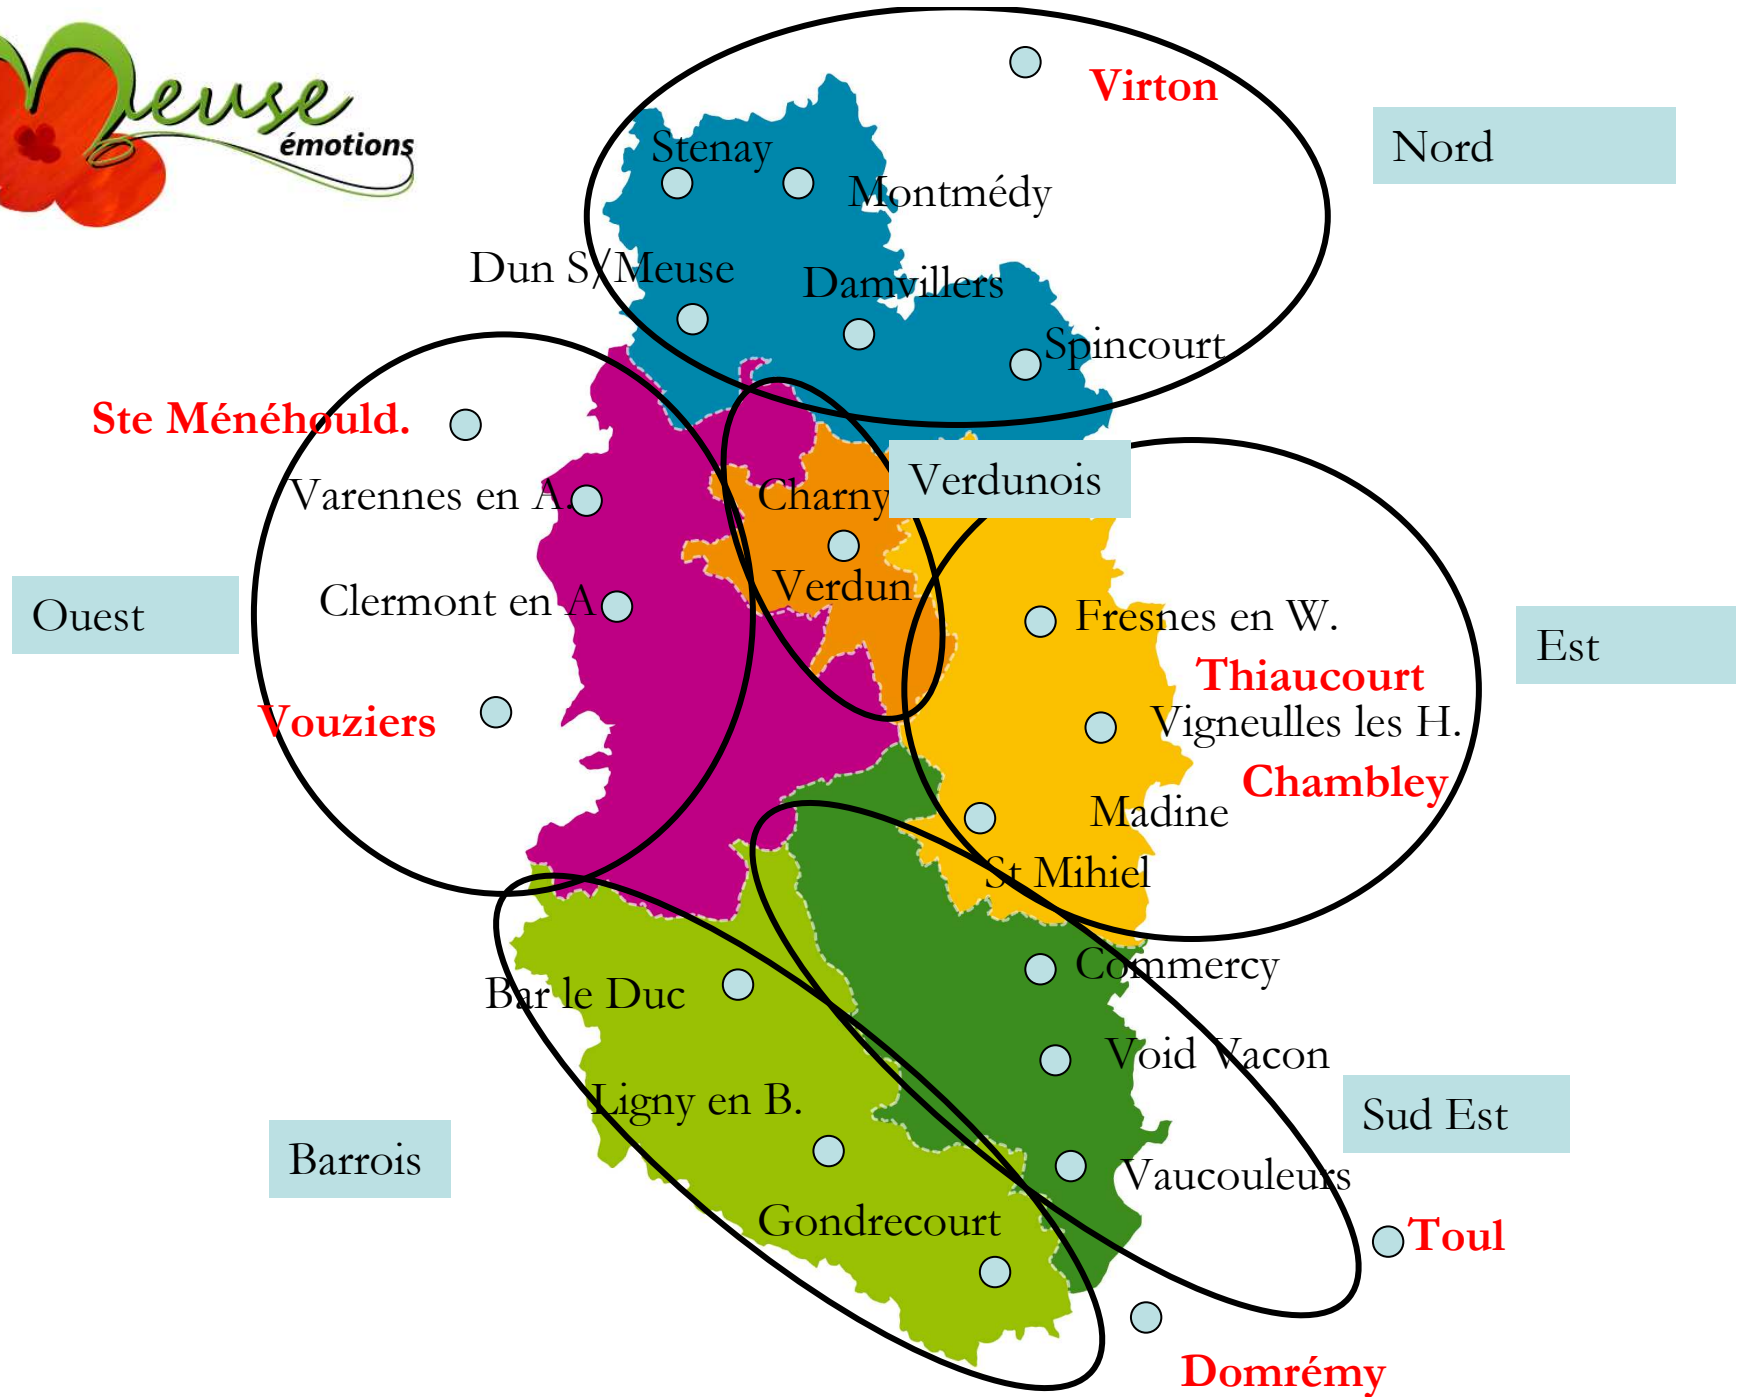 Meuse
émotions
Virton
Nord
Stenay
Montmédy
Dun S/Meuse
Damvillers
Spincourt
Ste Ménéhould.
Varennes en A.
Charny
Verdunois
Clermont en A
Verdun
Ouest
Fresnes en W.
Est
Thiaucourt
Vouziers
Vigneulles les H.
Chambley
Madine
St Mihiel
Commercy
Bar le Duc
Void Vacon
Ligny en B.
Sud Est
Barrois
Vaucouleurs
Gondrecourt
Toul
Domrémy